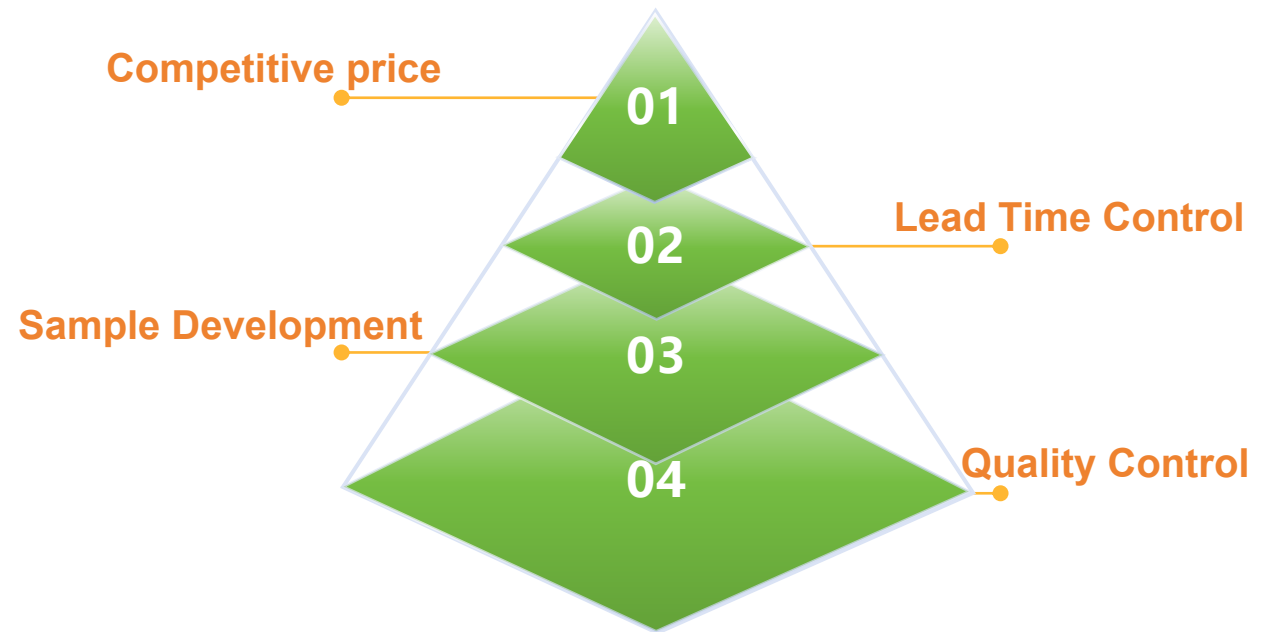 Competitive price
01
Lead Time Control
02
Sample Development
03
Quality Control
04